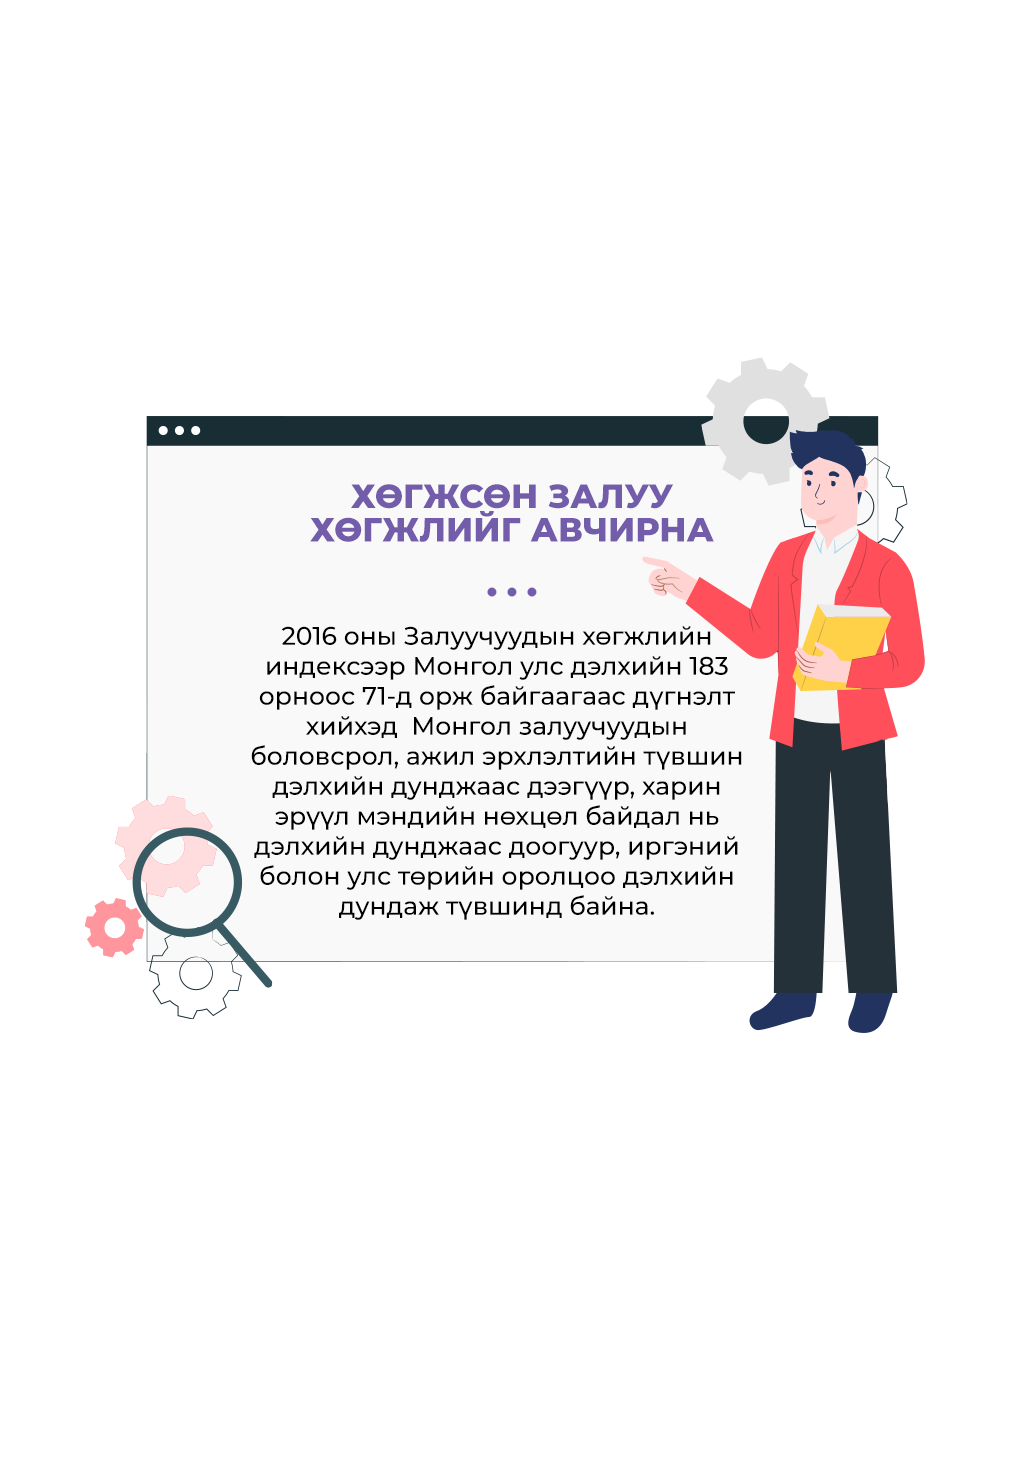 ХӨГЖСӨН ЗАЛУУ
ХӨГЖЛИЙГ АВЧИРНА
2016 оны Залуучуудын хөгжлийн
индексээр Монгол улс дэлхийн 183
орноос 71-д орж байгаагаас дүгнэлт
хийхэд  Монгол залуучуудын
боловсрол, ажил эрхлэлтийн түвшин
дэлхийн дунджаас дээгүүр, харин
эрүүл мэндийн нөхцөл байдал нь
дэлхийн дунджаас доогуур, иргэний
болон улс төрийн оролцоо дэлхийн
дундаж түвшинд байна.